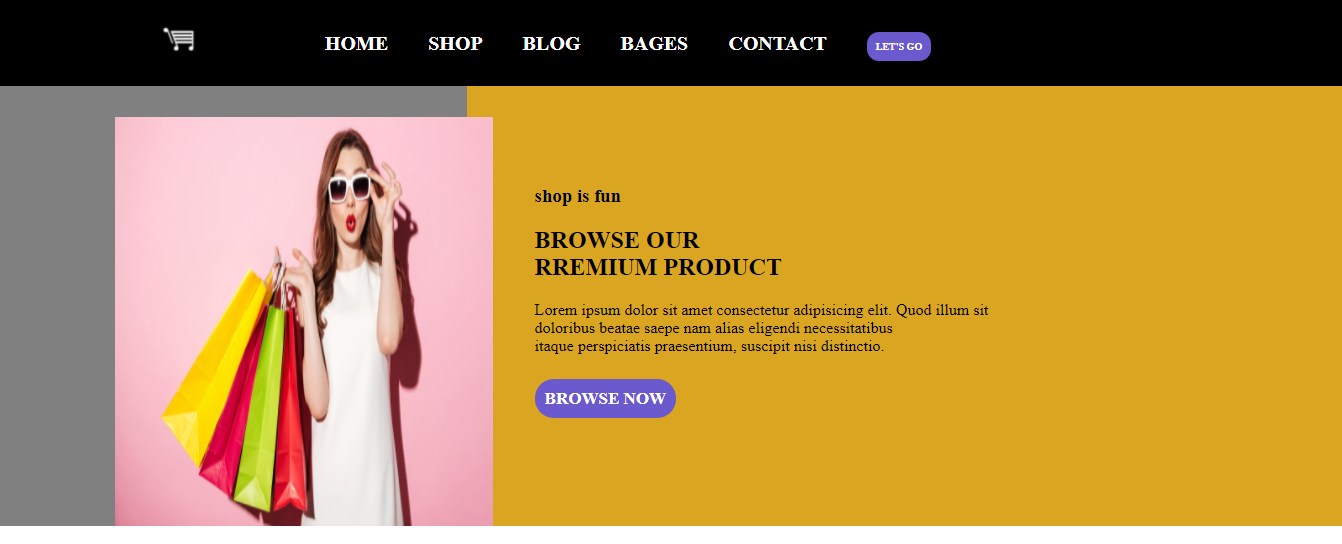 HOME SHOP BLOG BAGES CONTACT LET'S GO
shop is fun
BROWSE OUR
RREMIUM PRODUCT
Lorem ipsum dolor sit amet consectetur adipisicing elit. Quod illum sit
doloribus beatae saepe nam alias eligendi necessitatibus
itaque perspiciatis praesentium, suscipit nisi distinctio.
BROWSE NOW